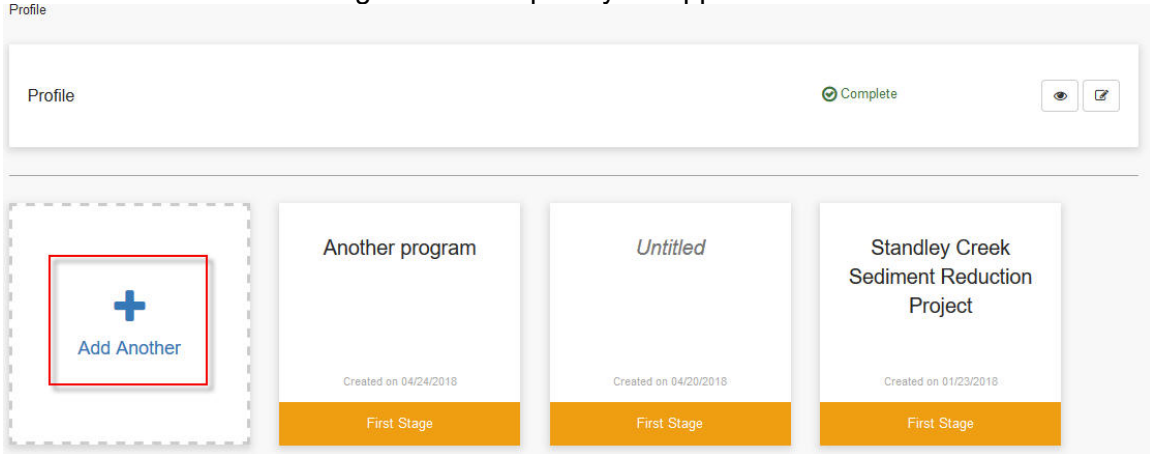 Profile
Profile
Complete
Add Another
Another program
Created on 04/24/2018
First Stage
Untitled
Created on 04/20/2018
First Stage
Standley Creek
Sediment Reduction
Project
Created on 01/23/2018
First Stage